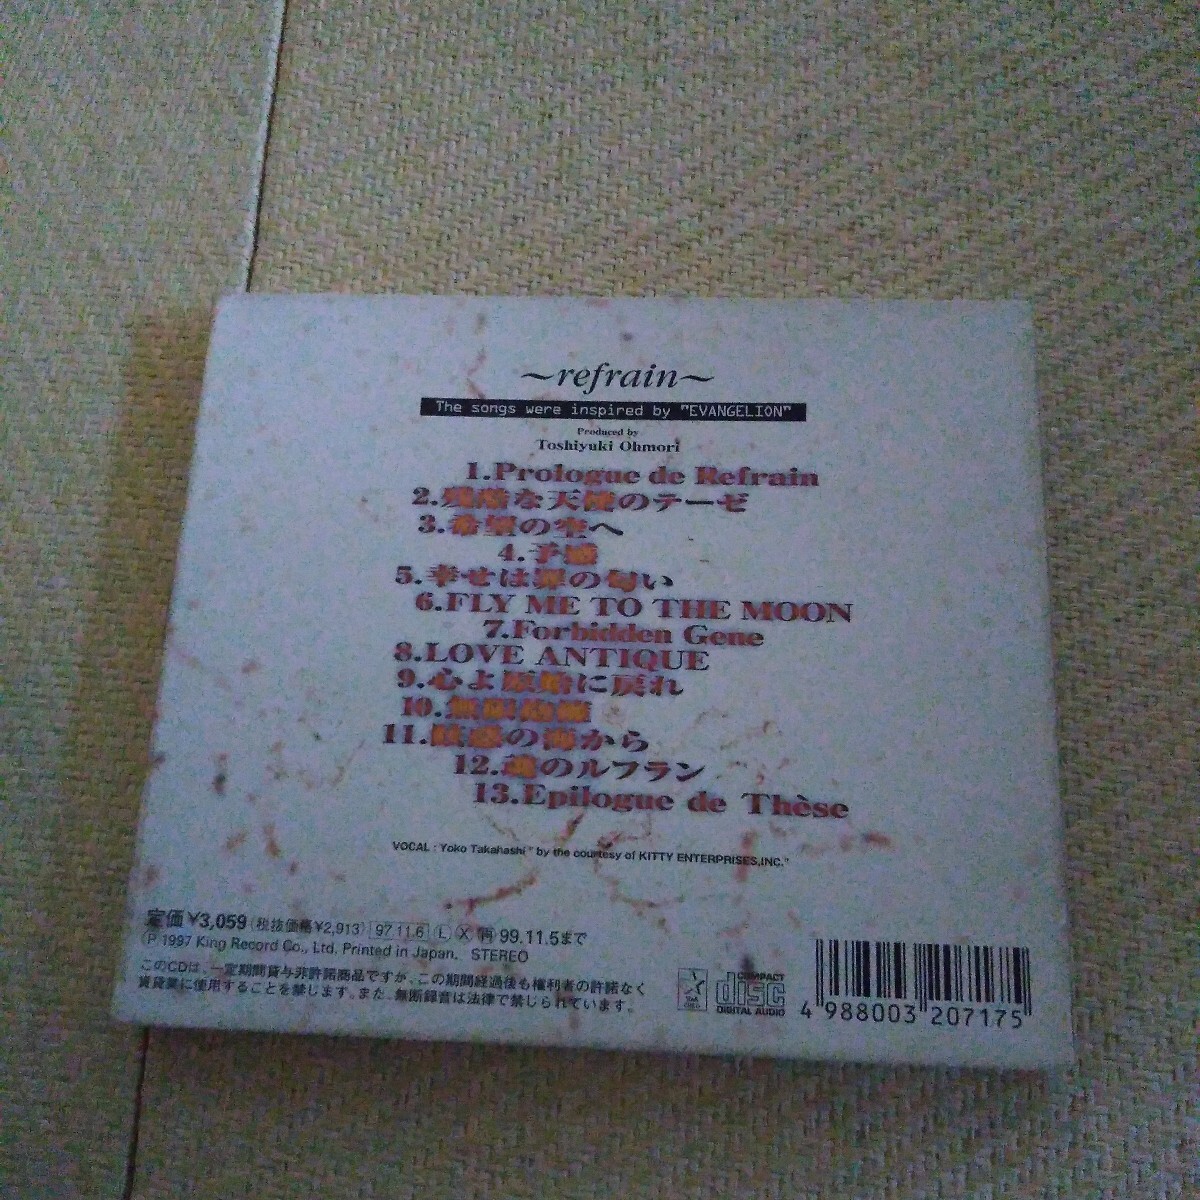 ～refrain～
The songs were inspired by "EVANGELION"
Produced by
Toshiyuki Ohmori
1.Prologue de Refrain
2.残酷な天使のテーゼ
3.希望の空へ
4.予感
5.幸せは罪の匂い
6.FLY ME TO THE MOON
7.Forbidden Gene
8.LOVE ANTIQUE
9.心よ原始に戻れ
10.無限抱擁
11.の海から
12.魂のルフラン
13.Epilogue de Thèse
VOCAL : Yoko Takahashi "by the courtesy of KITTY ENTERPRISES,INC."
定価¥3,059(税抜価格¥2,913) 97.11.6 Ⓛ Ⓧ 再 99.11.5まで
Ⓟ 1997 King Record Co., Ltd. Printed in Japan. STEREO
このCDは、一定期間貸与非許諾商品ですが、この期間経過後も権利者の許諾なく
賃貸業に使用することを禁じます。また、無断録音は法律で禁じられています。
COMPACT
disc
DIGITAL AUDIO
4 988003 207175